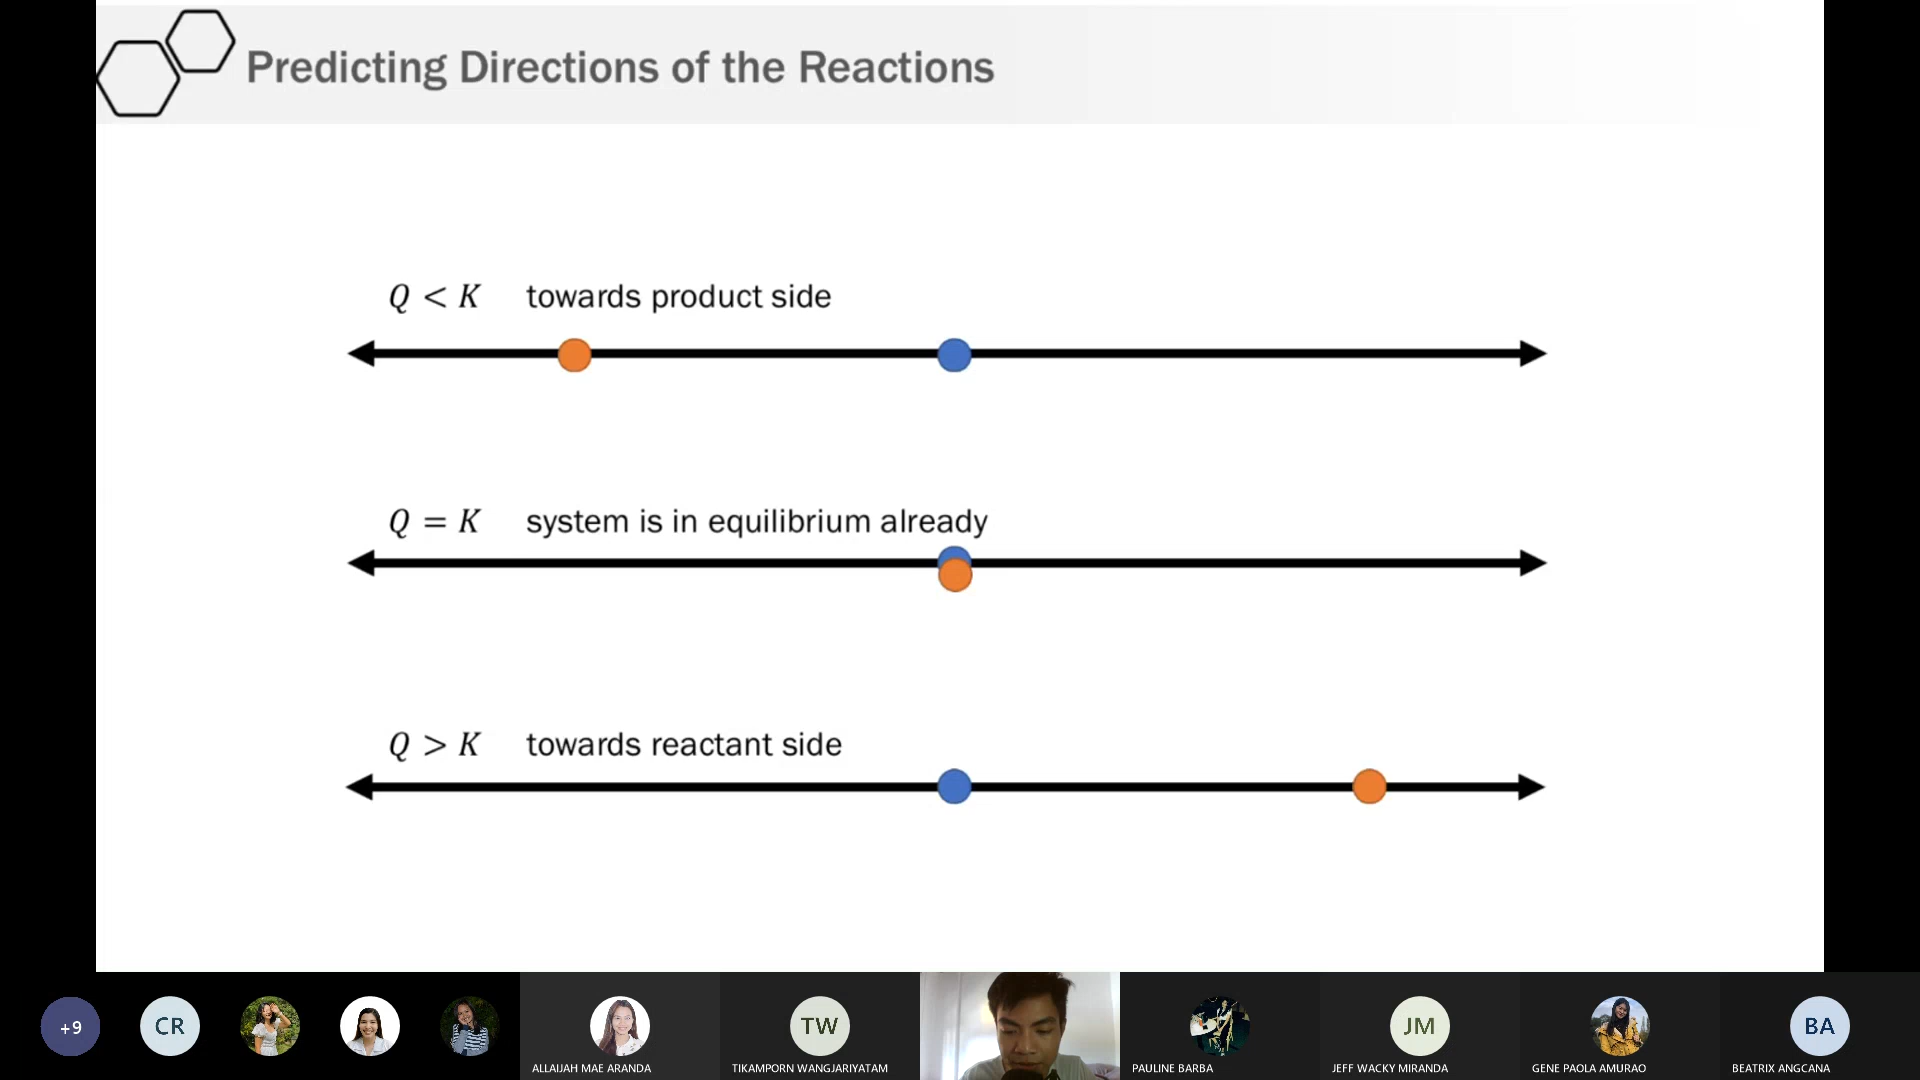 Predicting Directions of the Reactions
Q < K towards product side
Q = K system is in equilibrium already
Q > K towards reactant side
+9
CR
TW
JM
BA
ALLAIJAH MAE ARANDA
TIKAMPORN WANGJARIYATAM
PAULINE BARBA
JEFF WACKY MIRANDA
GENE PAOLA AMURAO
BEATRIX ANGCANA